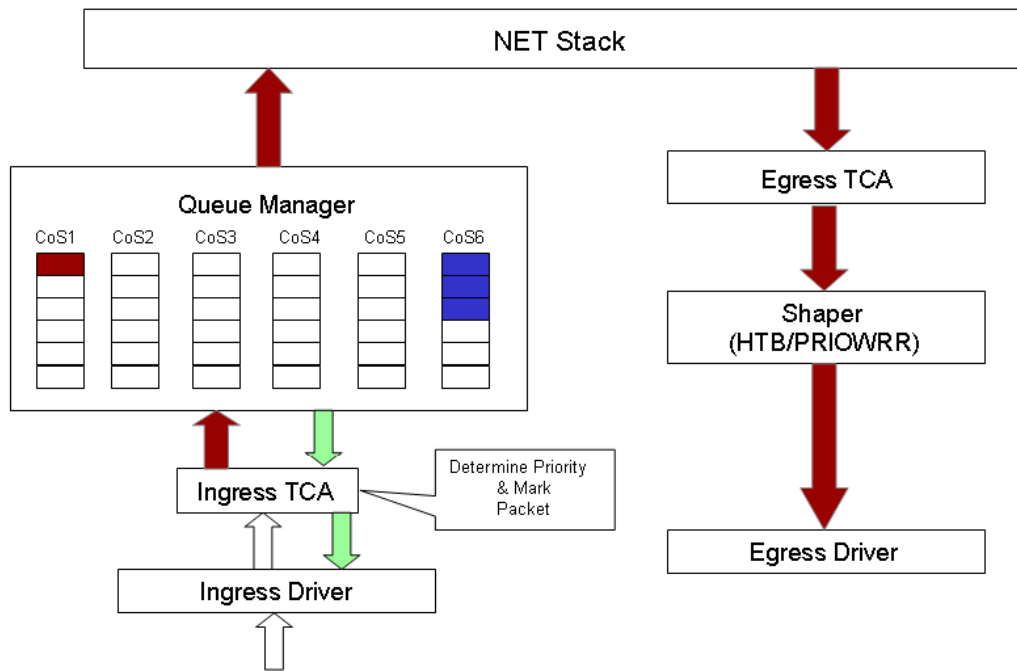 NET Stack
Queue Manager
CoS1 CoS2 CoS3 CoS4 CoS5 CoS6
Ingress TCA
Determine Priority
& Mark
Packet
Ingress Driver
Egress TCA
Shaper
(HTB/PRIOWRR)
Egress Driver